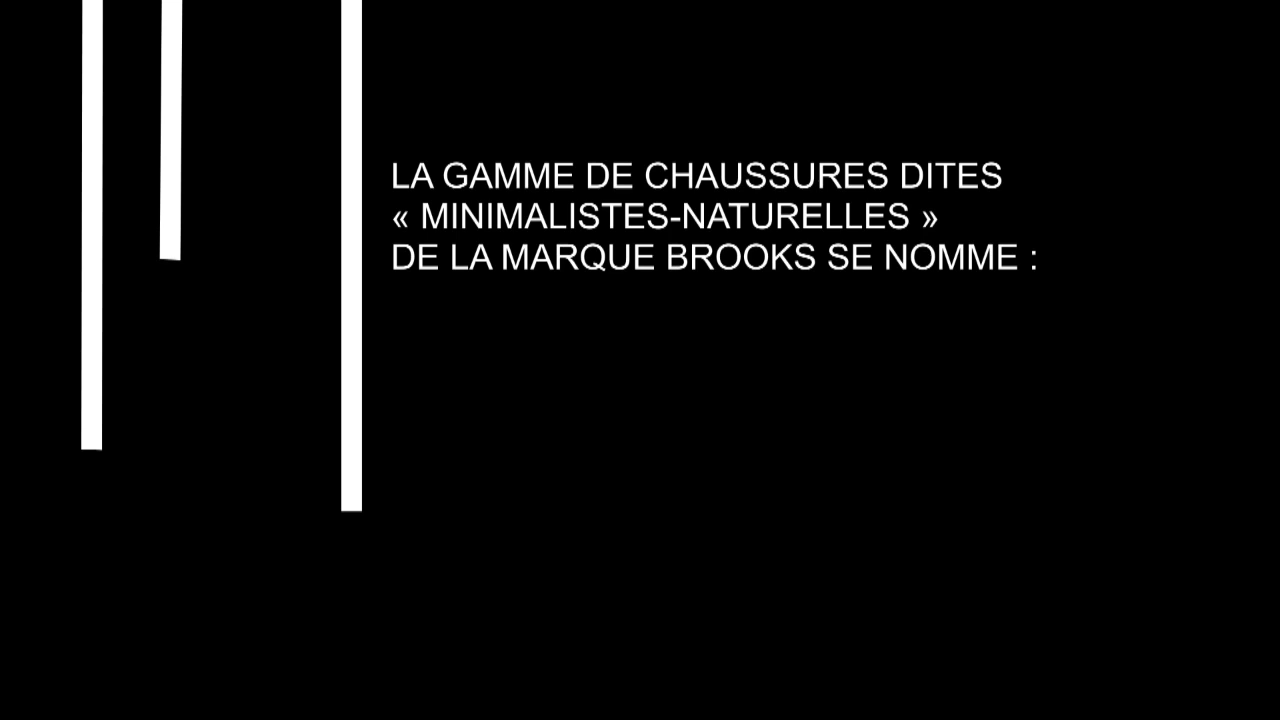 LA GAMME DE CHAUSSURES DITES
« MINIMALISTES-NATURELLES »
DE LA MARQUE BROOKS SE NOMME :